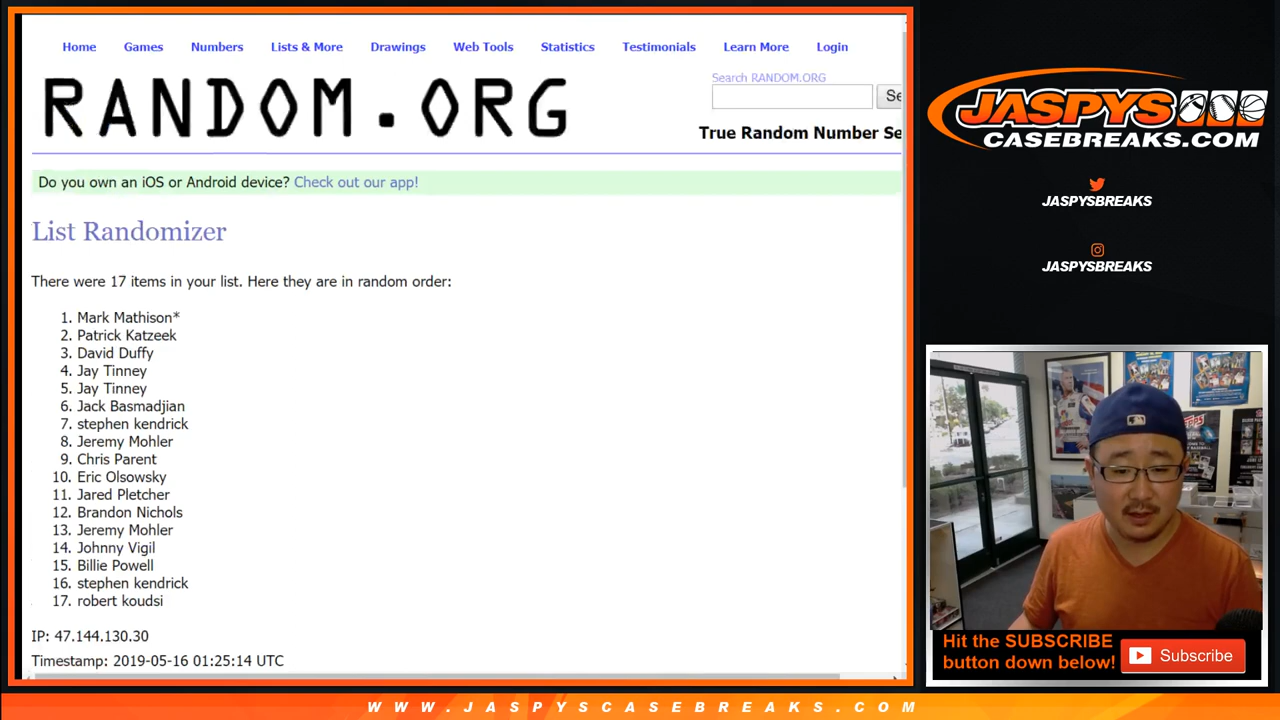 Home Games Numbers Lists & More Drawings Web Tools Statistics Testimonials Learn More Login
RANDOM.ORG
Search RANDOM.ORG
Se
True Random Number Se
Do you own an iOS or Android device? Check out our app!
List Randomizer
There were 17 items in your list. Here they are in random order:
1. Mark Mathison*
2. Patrick Katzeek
3. David Duffy
4. Jay Tinney
5. Jay Tinney
6. Jack Basmadjian
7. stephen kendrick
8. Jeremy Mohler
9. Chris Parent
10. Eric Olsowsky
11. Jared Pletcher
12. Brandon Nichols
13. Jeremy Mohler
14. Johnny Vigil
15. Billie Powell
16. stephen kendrick
17. robert koudsi
IP: 47.144.130.30
Timestamp: 2019-05-16 01:25:14 UTC
JASPYS
CASEBREAKS.COM
JASPYSBREAKS
JASPYSBREAKS
TOPPS
Hit the SUBSCRIBE
button down below!
Subscribe
WWW.JASPYSCASEBREAKS.COM